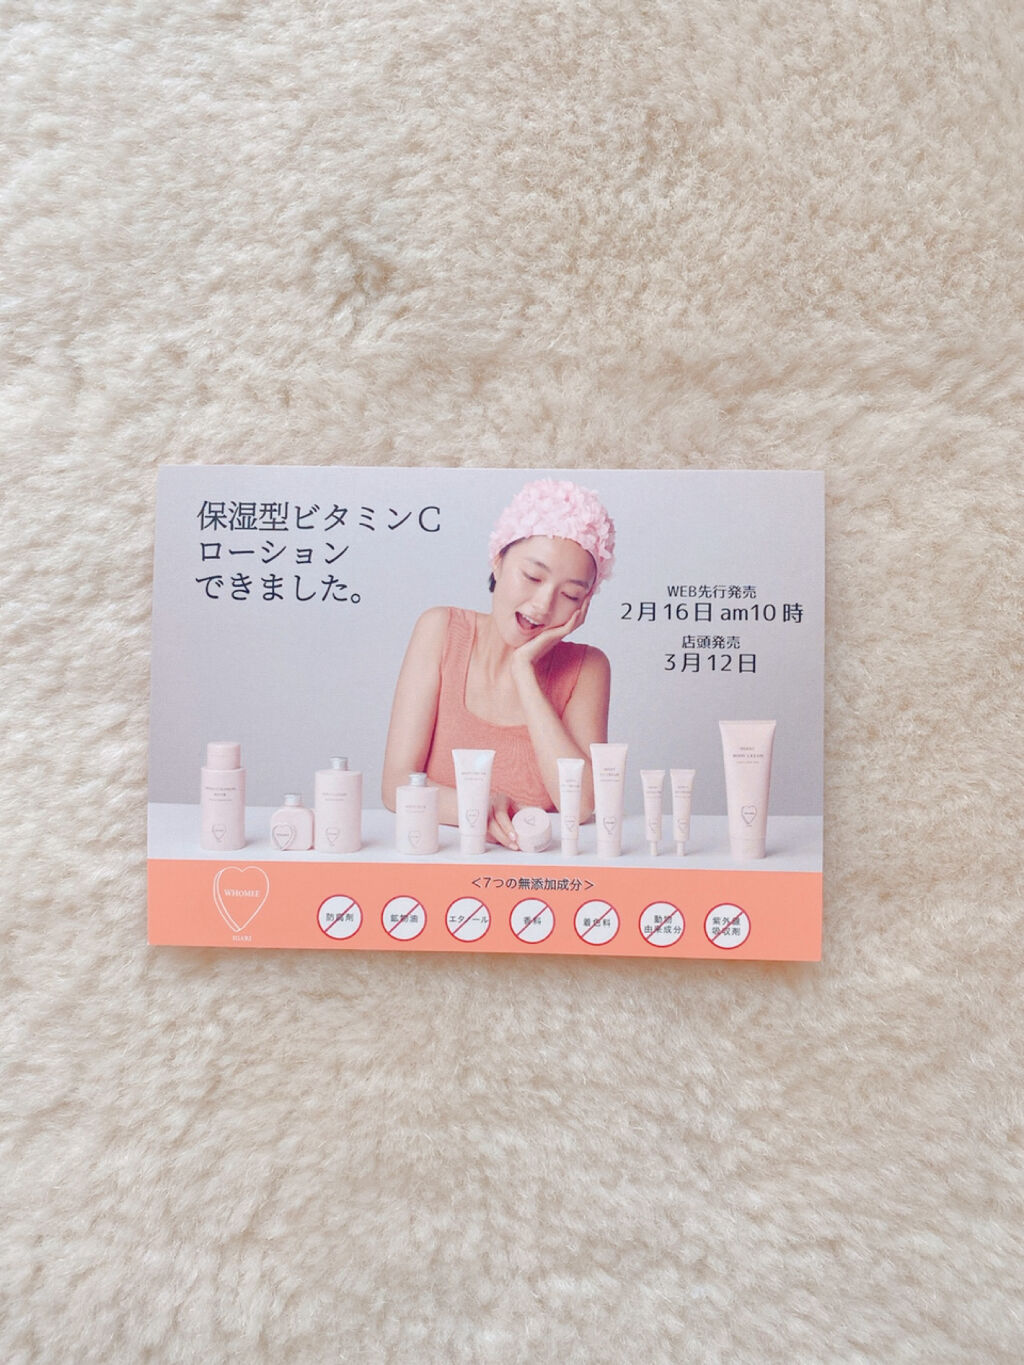 保湿型ビタミンC
ローション
できました。
WEB先行発売
2月16日 am10時
店頭発売
3月12日
BODY CREAM
WHOMEE
IGARI
＜7つの無添加成分＞
防腐剤
鉱物油
エタノール
香料
着色料
動物
由来成分
紫外線
吸収剤